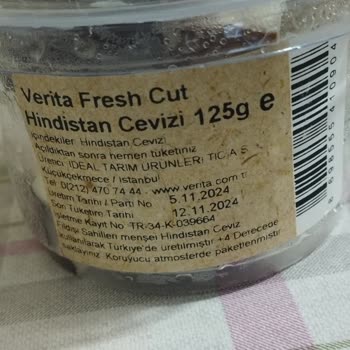 Verita Fresh Cut
Hindistan Cevizi 125g e
İçindekiler Hindistan Cevizi
Açıldıktan sonra hemen tüketiniz
Üretici İDEAL TARIM ÜRÜNLERİ TİC A.Ş.
Küçükçekmece / İstanbul
Tel 0(212) 470 74 44 - www.verita.com.tr
Üretim Tarihi / Parti No 5.11.2024
Son Tüketim Tarihi 12.11.2024
İşletme Kayıt No TR-34-K-039664
Fildişi Sahilleri menşei Hindistan Ceviz
kullanılarak Türkiye'de üretilmiştir +4 Derecede
saklayınız Koruyucu atmosferde paketlenmiştir